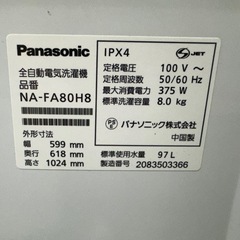 Panasonic
全自動電気洗濯機
品番
NA-FA80H8
外形寸法
幅 599 mm
奥行 618 mm
高さ 1024 mm
IPX4
S JET
定格電圧 100 V~
定格周波数 50/60 Hz
最大消費電力 375 W
標準洗濯容量 8.0 kg
パナソニック株式会社
中国製
標準使用水量 97 L
製造番号 2083503366